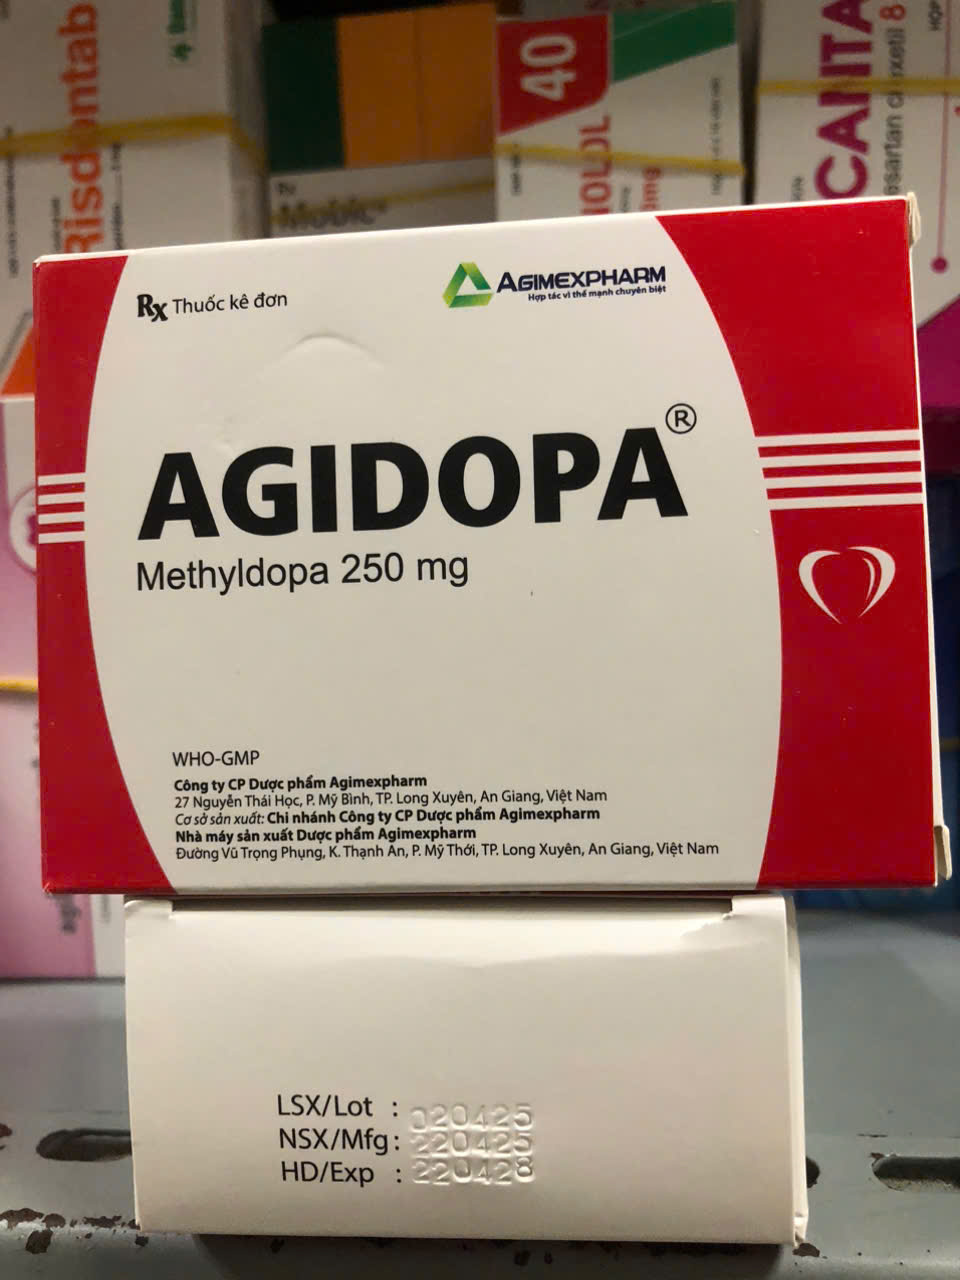 Risdontab
40
Mobic
CANITA
Rx Thuốc kê đơn
AGIMEXPHARM
Hợp tác vì thế mạnh chuyên biệt
AGIDOPA®
Methyldopa 250 mg
WHO-GMP
Công ty CP Dược phẩm Agimexpharm
27 Nguyễn Thái Học, P. Mỹ Bình, TP. Long Xuyên, An Giang, Việt Nam
Cơ sở sản xuất: Chi nhánh Công ty CP Dược phẩm Agimexpharm
Nhà máy sản xuất Dược phẩm Agimexpharm
Đường Vũ Trọng Phụng, K. Thạnh An, P. Mỹ Thới, TP. Long Xuyên, An Giang, Việt Nam
LSX/Lot : 020425
NSX/Mfg : 220425
HD/Exp : 220428